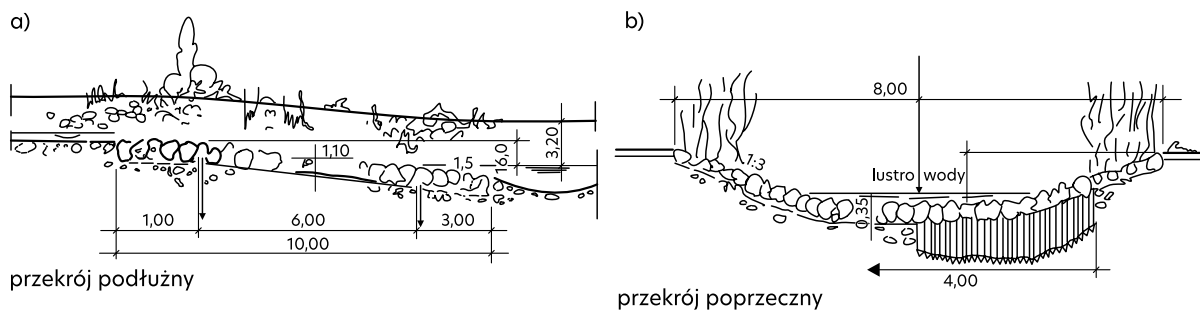 a)
3,20
16,0
1,10
1,5
1,00
6,00
3,00
10,00
przekrój podłużny
b)
8,00
1:3
lustro wody
0,35
4,00
przekrój poprzeczny